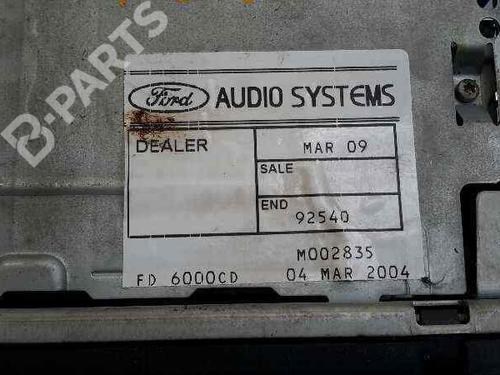 B-PARTS
Ford AUDIO SYSTEMS
DEALER
MAR 09
SALE
END
92540
M002835
FD 6000CD 04 MAR 2004